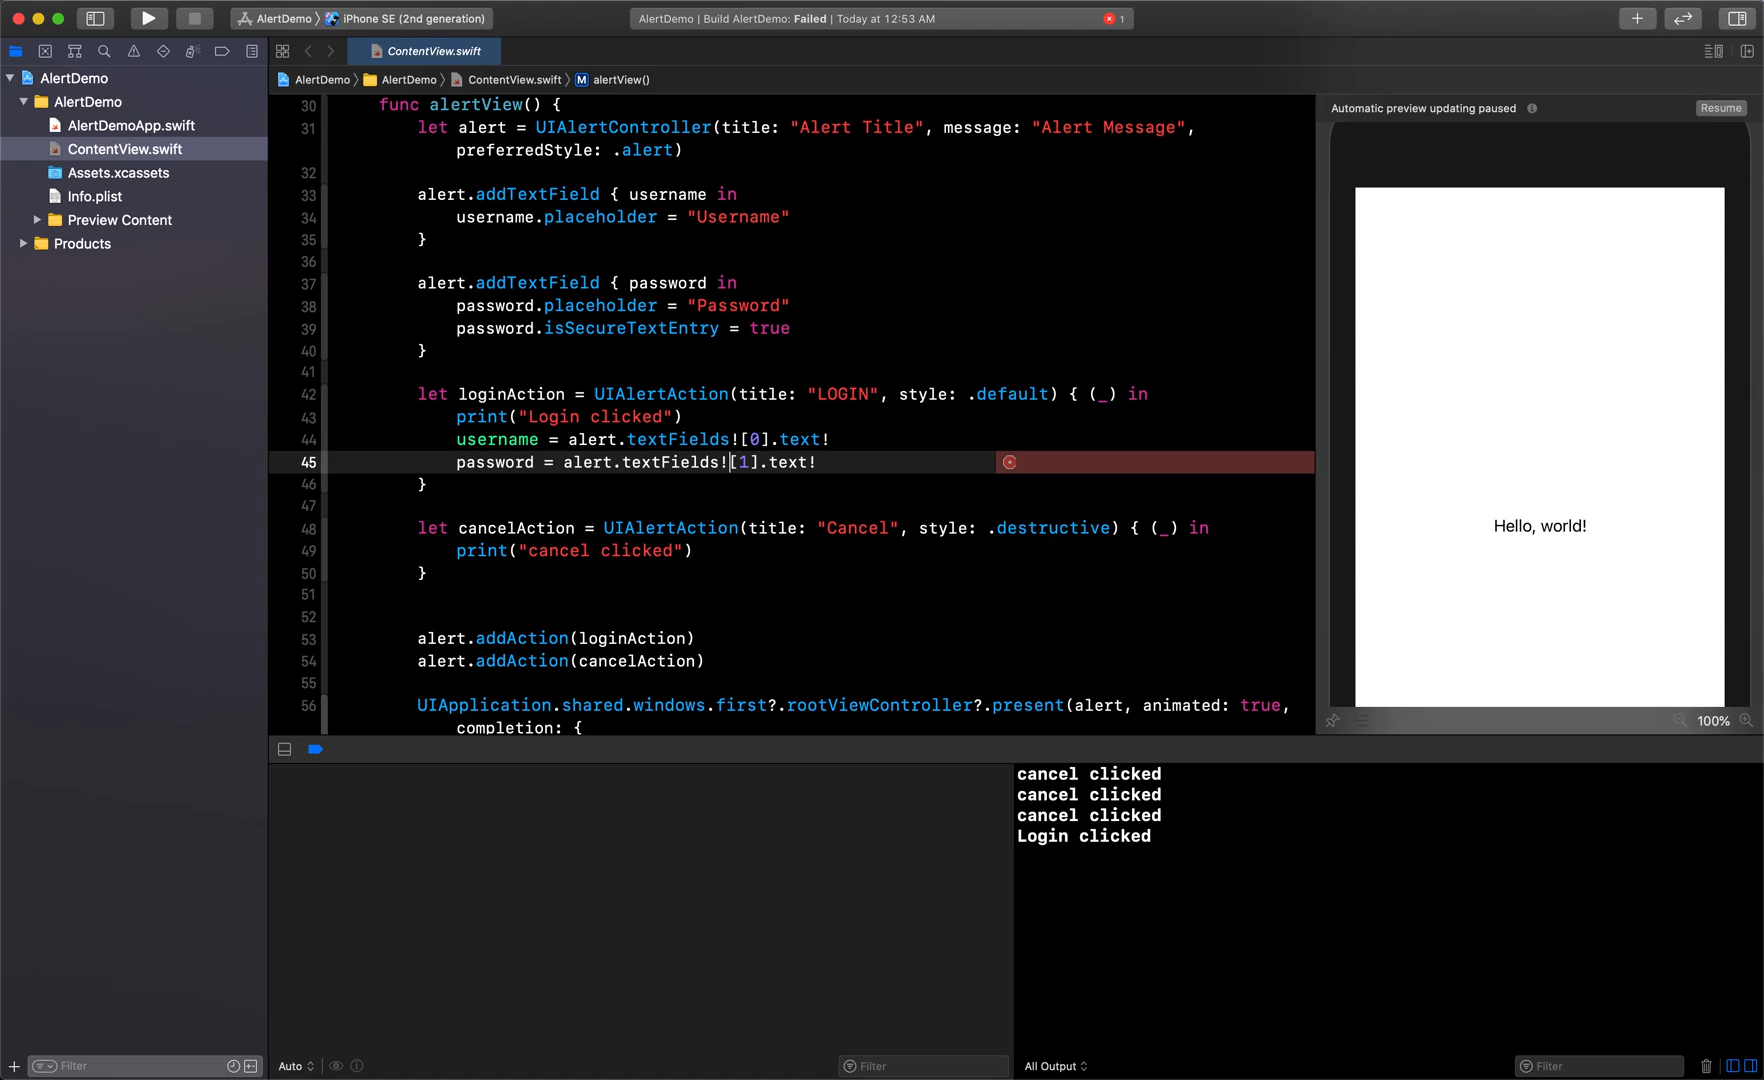 AlertDemo 〉 iPhone SE (2nd generation)
AlertDemo | Build AlertDemo: Failed | Today at 12:53 AM
1
ContentView.swift
AlertDemo 〉 AlertDemo 〉 ContentView.swift 〉 M alertView()
AlertDemo
AlertDemo
AlertDemoApp.swift
ContentView.swift
Assets.xcassets
Info.plist
Preview Content
Products
30 func alertView() {
31 let alert = UIAlertController(title: "Alert Title", message: "Alert Message",
preferredStyle: .alert)
32
33 alert.addTextField { username in
34 username.placeholder = "Username"
35 }
36
37 alert.addTextField { password in
38 password.placeholder = "Password"
39 password.isSecureTextEntry = true
40 }
41
42 let loginAction = UIAlertAction(title: "LOGIN", style: .default) { (_) in
43 print("Login clicked")
44 username = alert.textFields![0].text!
45 password = alert.textFields![1].text!
46 }
47
48 let cancelAction = UIAlertAction(title: "Cancel", style: .destructive) { (_) in
49 print("cancel clicked")
50 }
51
52
53 alert.addAction(loginAction)
54 alert.addAction(cancelAction)
55
56 UIApplication.shared.windows.first?.rootViewController?.present(alert, animated: true,
completion: {
Automatic preview updating paused
Resume
Hello, world!
100%
cancel clicked
cancel clicked
cancel clicked
Login clicked
Filter
Auto
Filter
All Output
Filter